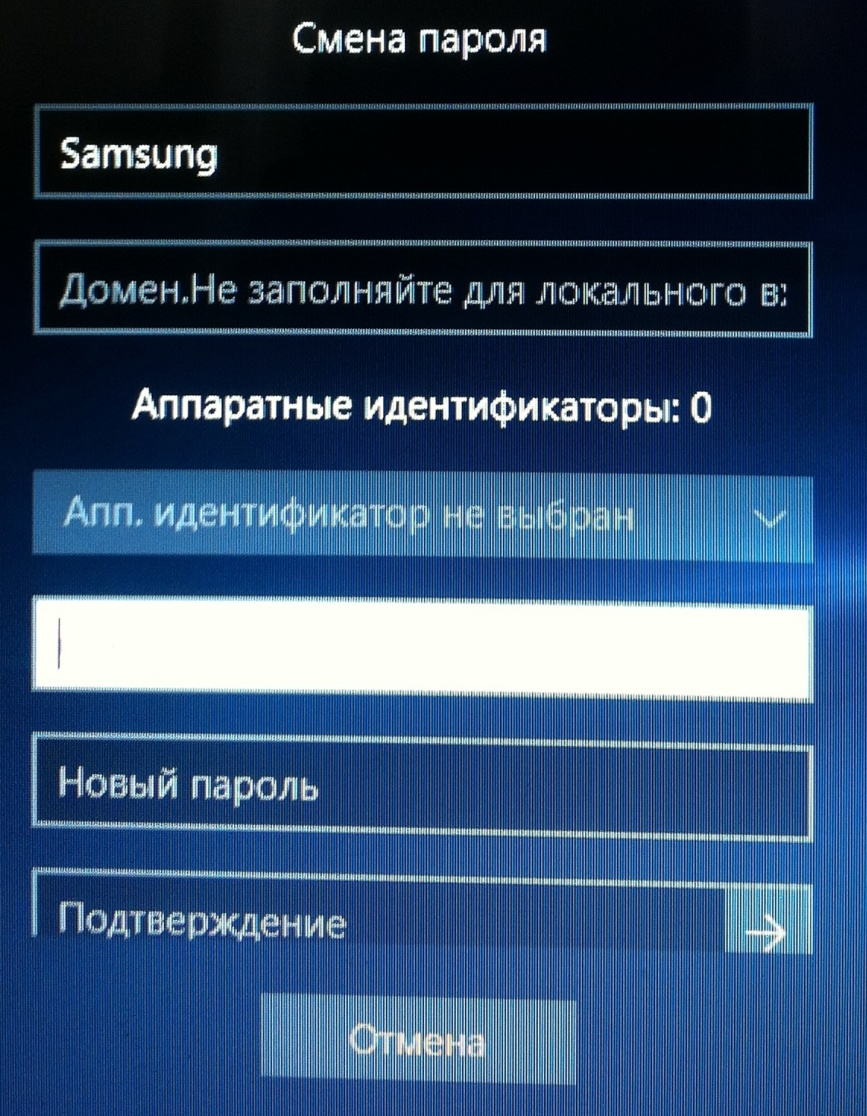 Смена пароля
Samsung
Домен.Не заполняйте для локального в
Аппаратные идентификаторы: 0
Апп. идентификатор не выбран
Новый пароль
Подтверждение
Отмена